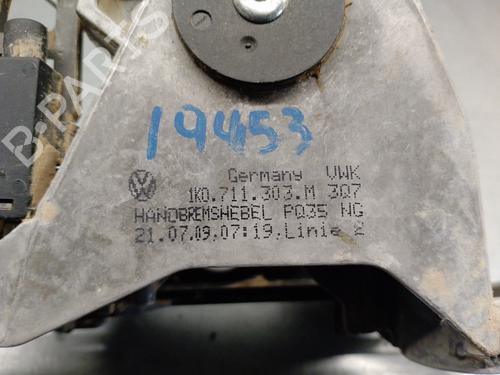 B-PARTS
19453
Germany VWK
1K0.711.303.M 3Q7
HANDBREMSHEBEL PQ35 NG
21.07.09,07:19,Linie 2